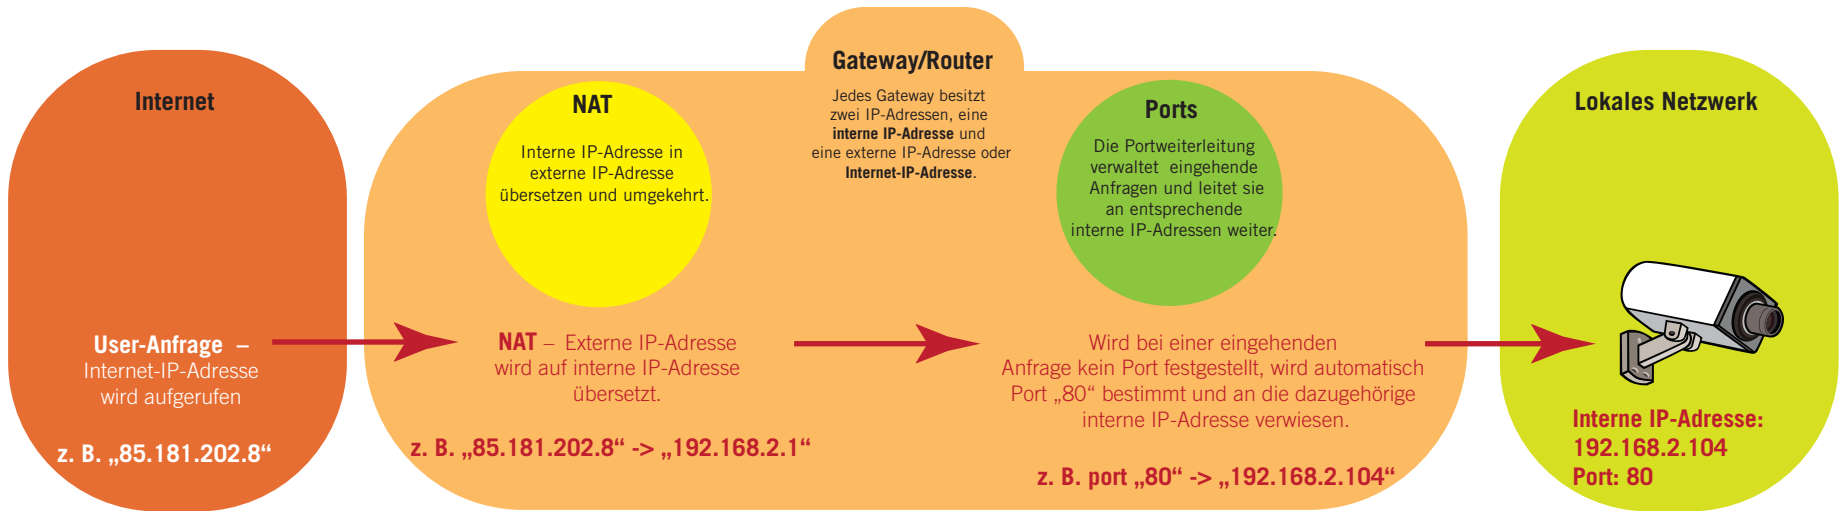 Internet
User-Anfrage –
Internet-IP-Adresse
wird aufgerufen
z. B. „85.181.202.8“
NAT
Interne IP-Adresse in
externe IP-Adresse
übersetzen und umgekehrt.
NAT – Externe IP-Adresse
wird auf interne IP-Adresse
übersetzt.
z. B. „85.181.202.8“ -> „192.168.2.1“
Gateway/Router
Jedes Gateway besitzt
zwei IP-Adressen, eine
interne IP-Adresse und
eine externe IP-Adresse oder
Internet-IP-Adresse.
Ports
Die Portweiterleitung
verwaltet eingehende
Anfragen und leitet sie
an entsprechende
interne IP-Adressen weiter.
Wird bei einer eingehenden
Anfrage kein Port festgestellt, wird automatisch
Port „80“ bestimmt und an die dazugehörige
interne IP-Adresse verwiesen.
z. B. port „80“ -> „192.168.2.104“
Lokales Netzwerk
Interne IP-Adresse:
192.168.2.104
Port: 80